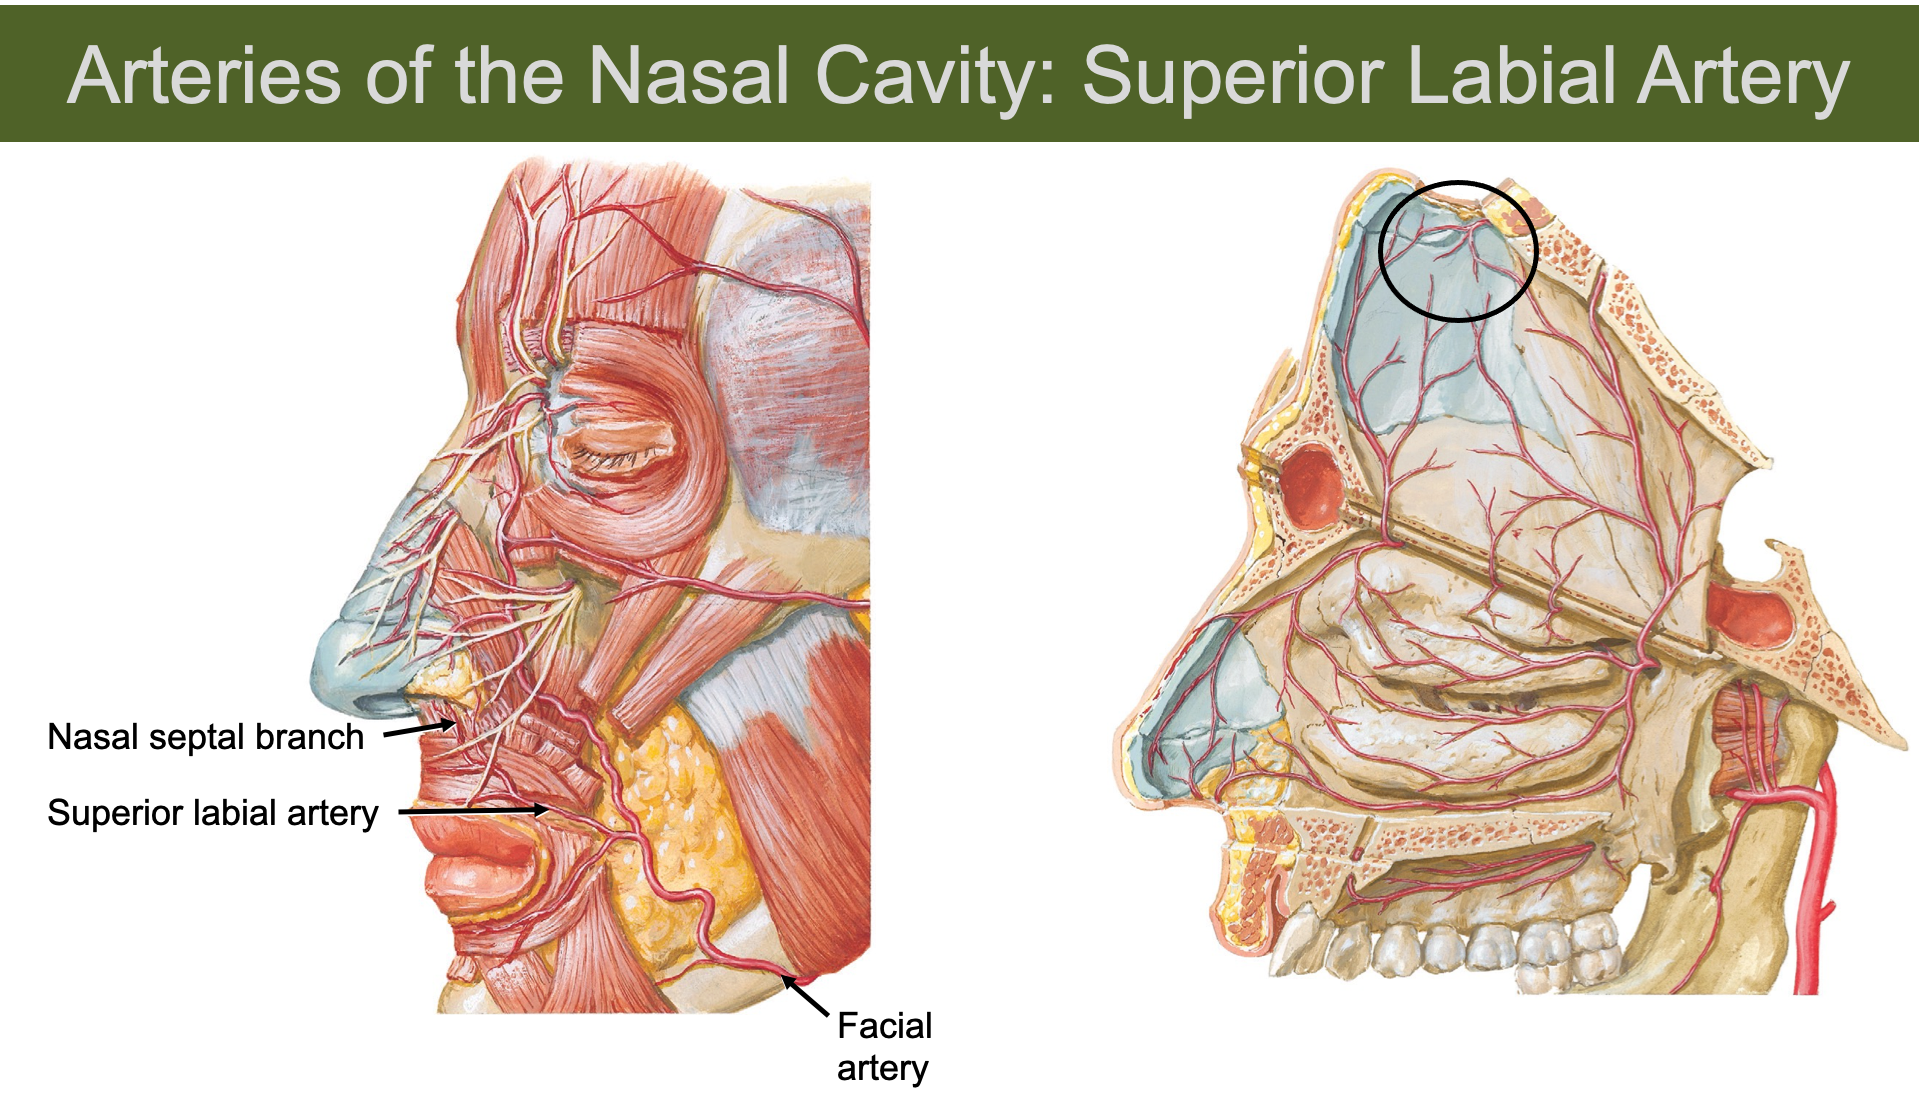 Arteries of the Nasal Cavity: Superior Labial Artery
Nasal septal branch
Superior labial artery
Facial
artery